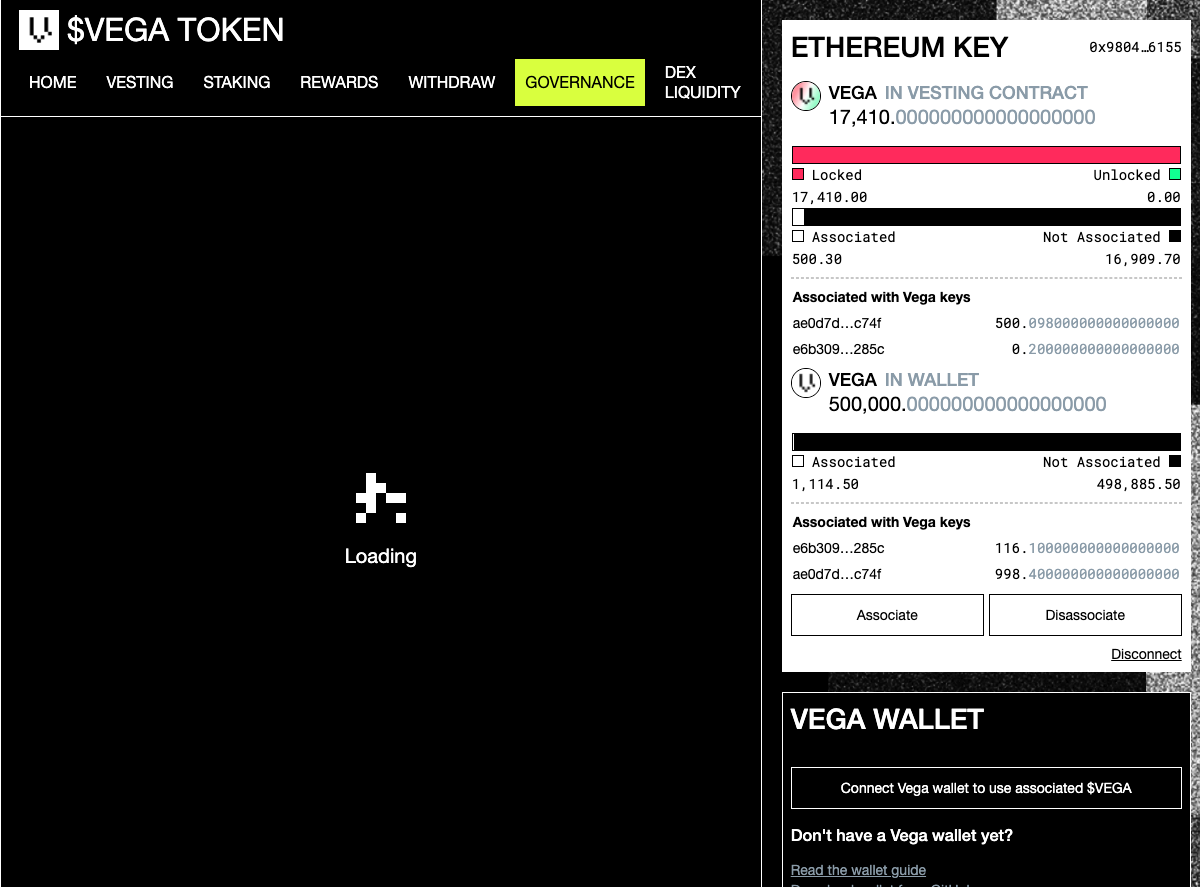 $VEGA TOKEN
HOME VESTING STAKING REWARDS WITHDRAW GOVERNANCE DEX LIQUIDITY
Loading
ETHEREUM KEY 0x9804…6155
VEGA IN VESTING CONTRACT
17,410.000000000000000000
Locked Unlocked
17,410.00 0.00
Associated Not Associated
500.30 16,909.70
Associated with Vega keys
ae0d7d…c74f 500.098000000000000000
e6b309…285c 0.200000000000000000
VEGA IN WALLET
500,000.000000000000000000
Associated Not Associated
1,114.50 498,885.50
Associated with Vega keys
e6b309…285c 116.100000000000000000
ae0d7d…c74f 998.400000000000000000
Associate Disassociate
Disconnect
VEGA WALLET
Connect Vega wallet to use associated $VEGA
Don't have a Vega wallet yet?
Read the wallet guide